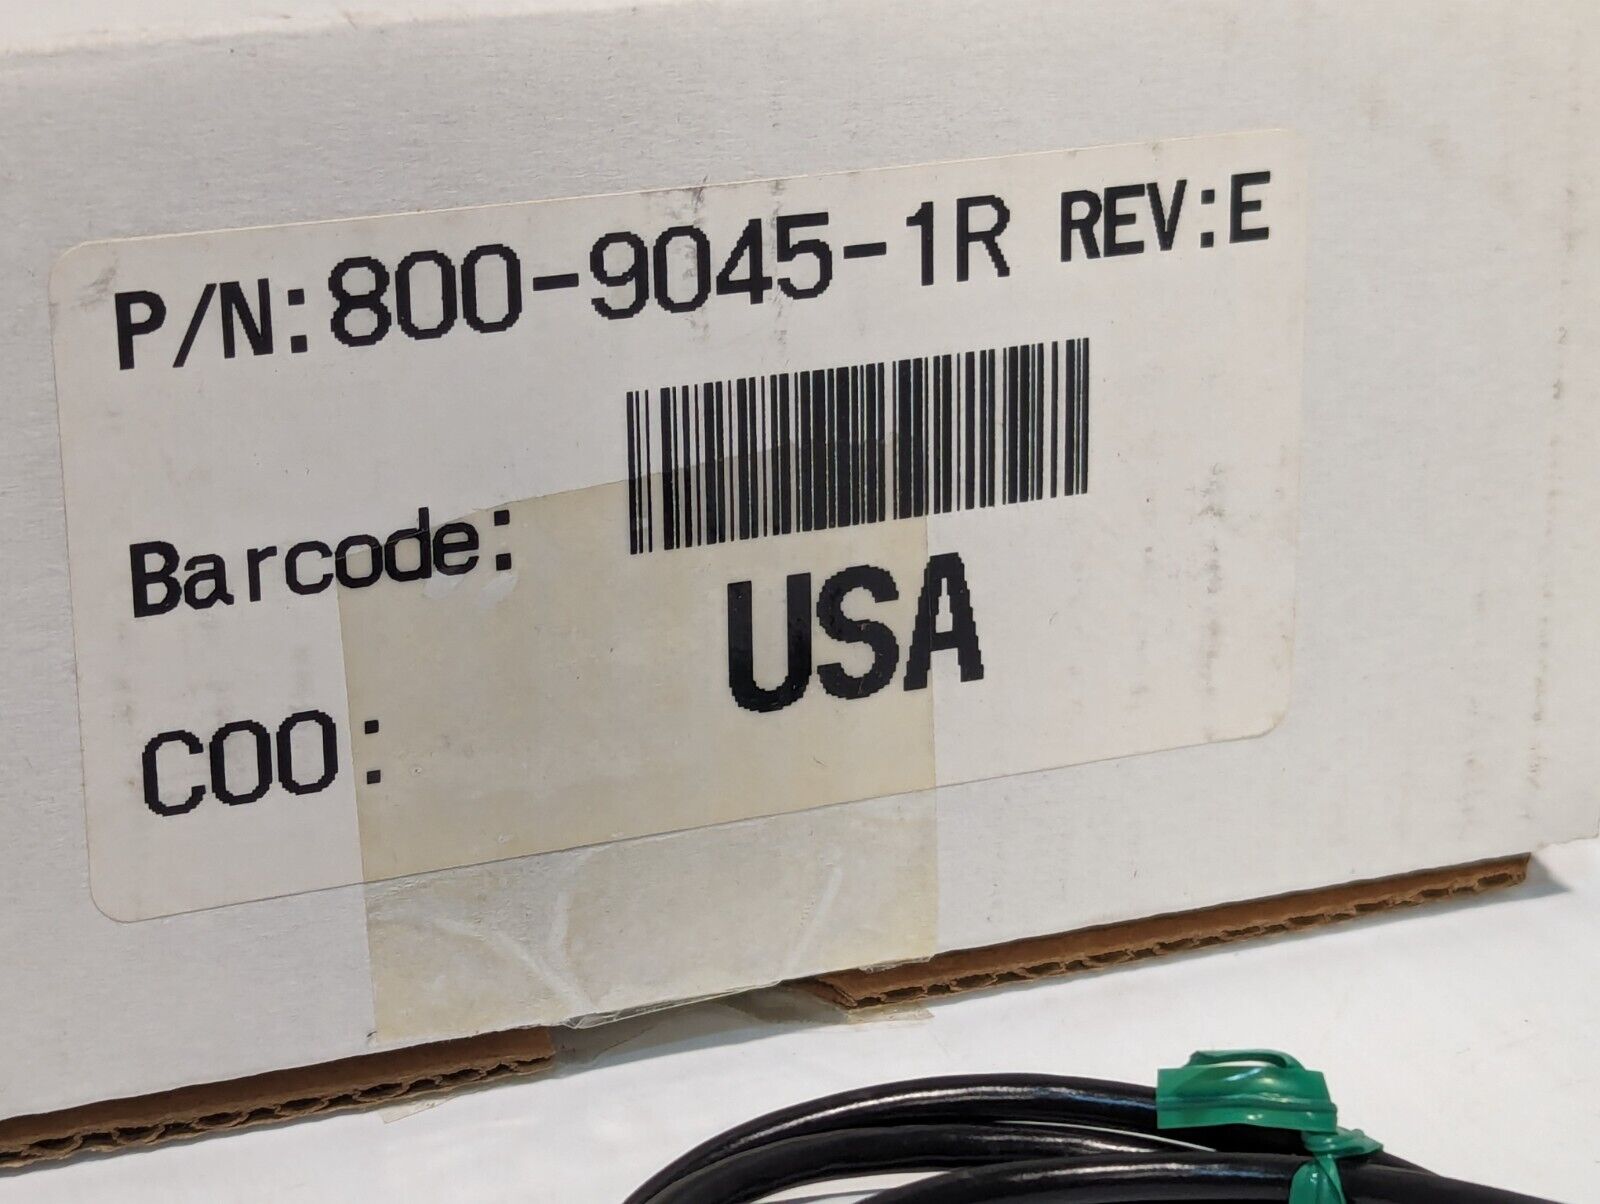 P/N:800-9045-1R REV:E
Barcode:
USA
COO: